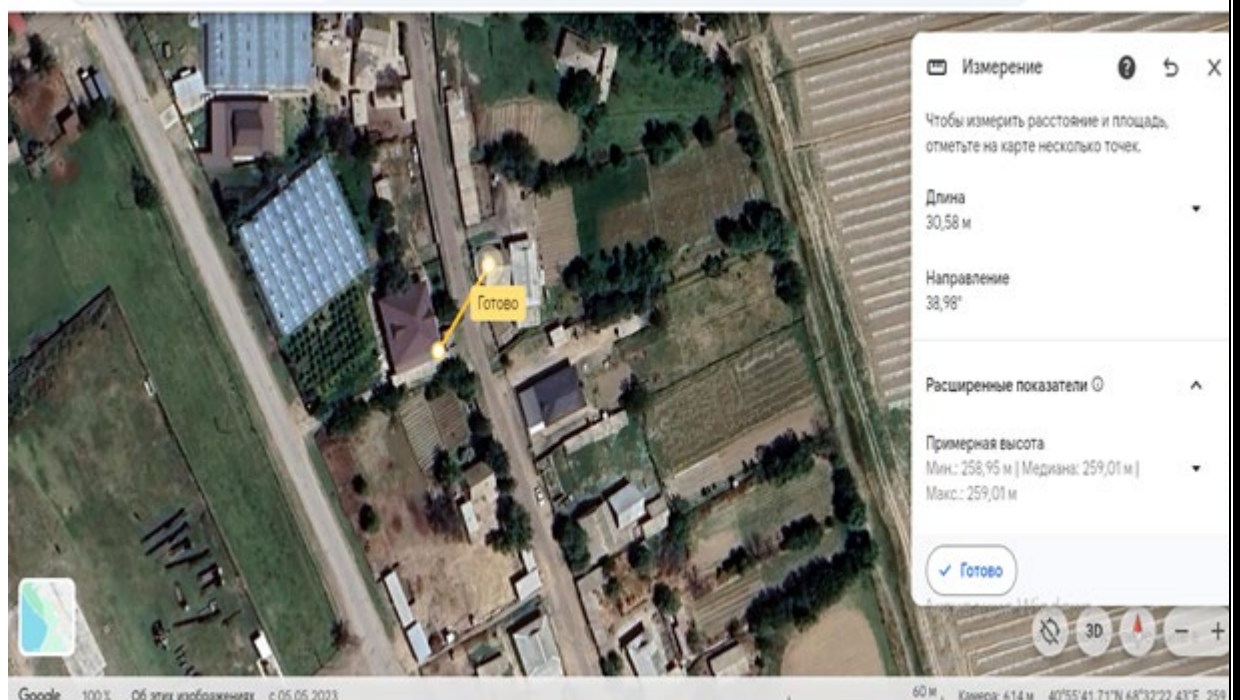 Измерение
Чтобы измерить расстояние и площадь,
отметьте на карте несколько точек.
Длина
30,58 м
Направление
38,98°
Готово
Расширенные показатели
Примерная высота
Мин.: 258,95 м | Медиана: 259,01 м |
Макс.: 259,01 м
Готово
3D
Google 100% Об этих изображениях с 05.05.2023 60 м Камера: 614 м 40°55'41.71"N 68°32'22.43"E 259